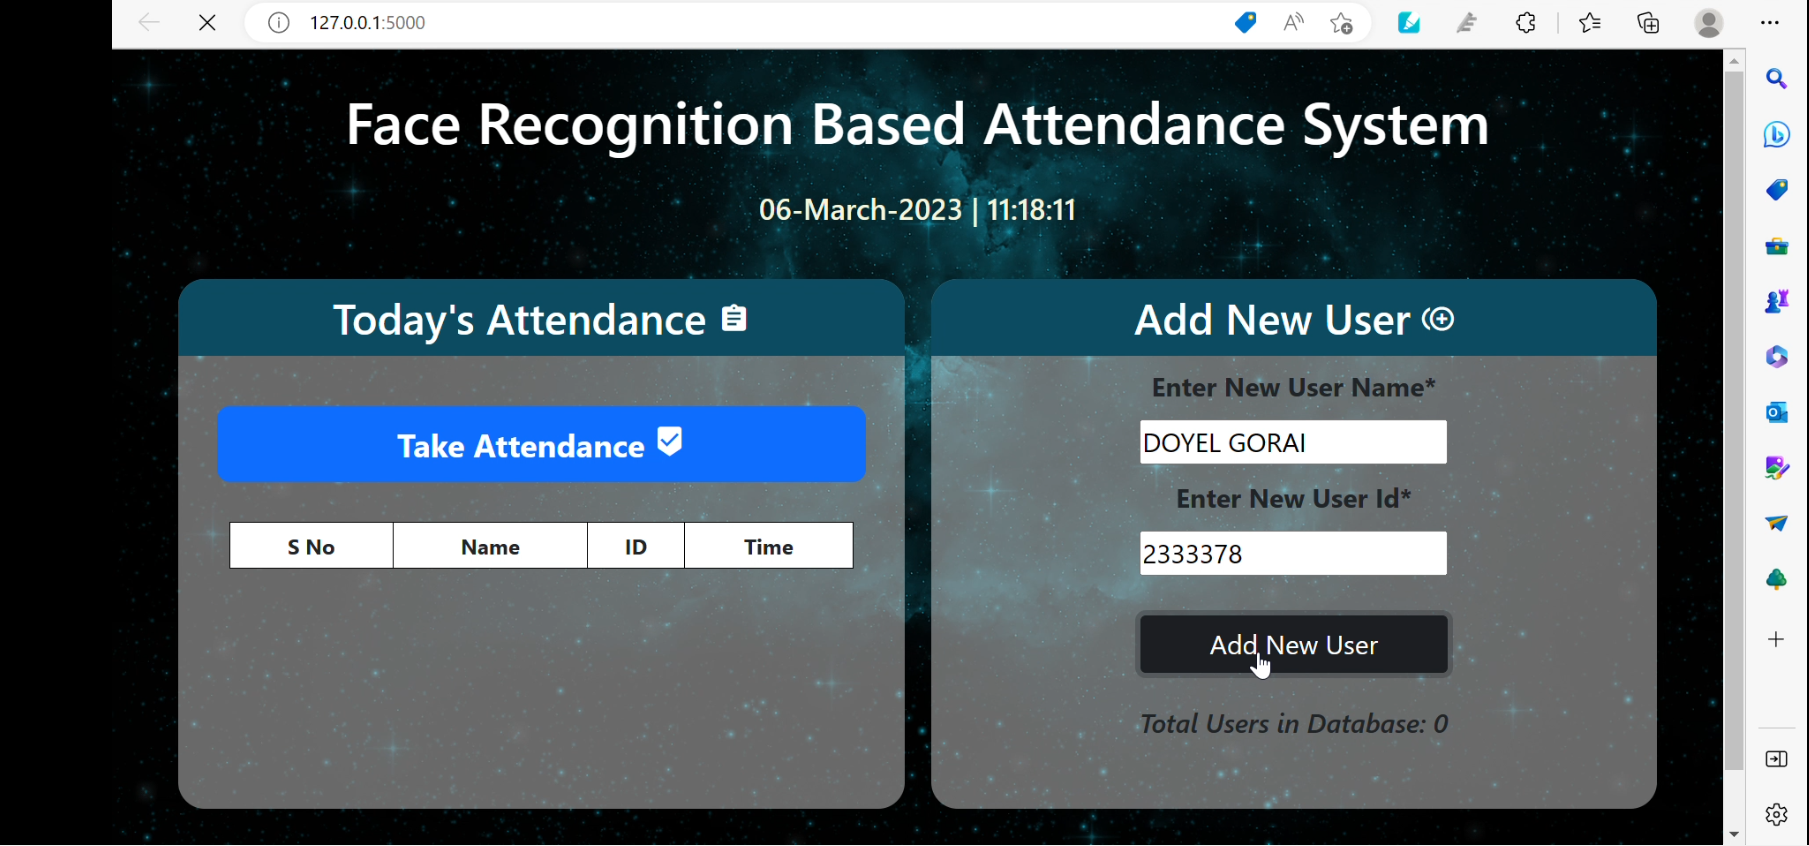 127.0.0.1:5000
Face Recognition Based Attendance System
06-March-2023 | 11:18:11
Today's Attendance
Take Attendance
S No Name ID Time
Add New User
Enter New User Name*
DOYEL GORAI
Enter New User Id*
2333378
Add New User
Total Users in Database: 0